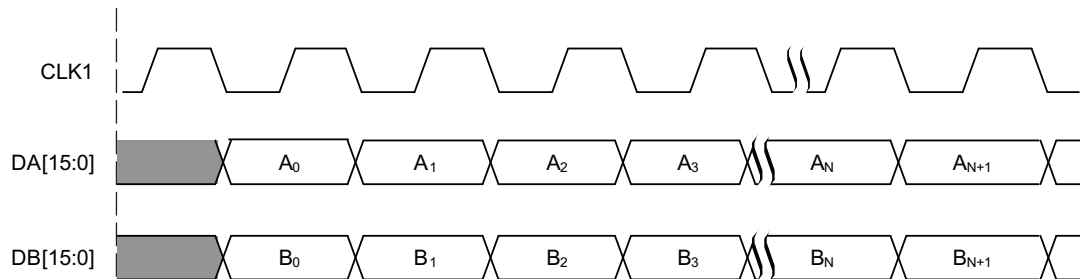 CLK1
DA[15:0] A0 A1 A2 A3 AN AN+1
DB[15:0] B0 B1 B2 B3 BN BN+1